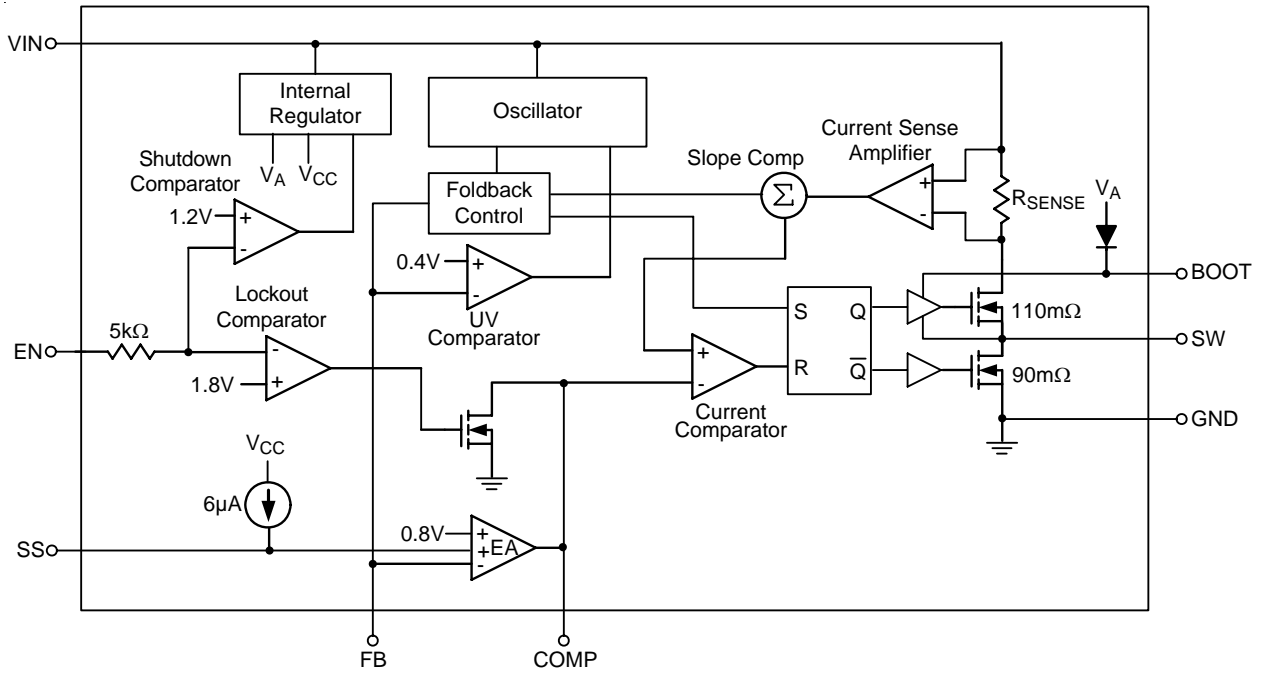 VIN
Internal
Regulator
Oscillator
Shutdown
Comparator
VA
VCC
1.2V
+
-
Foldback
Control
Slope Comp
Σ
Current Sense
Amplifier
+
-
RSENSE
VA
BOOT
0.4V
+
-
UV
Comparator
Lockout
Comparator
5kΩ
EN
-
1.8V
+
S
Q
R
Q̅
110mΩ
SW
+
-
Current
Comparator
90mΩ
GND
VCC
6µA
SS
0.8V
+
+
EA
-
FB
COMP